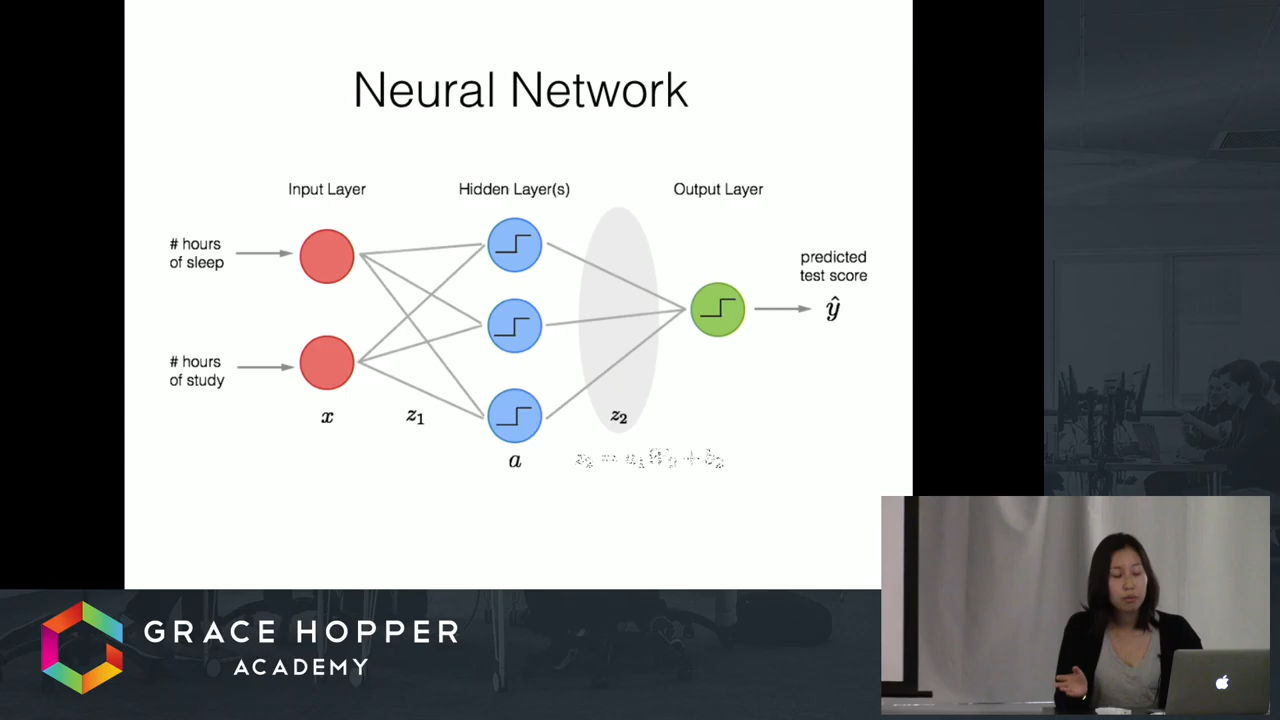 Neural Network
Input Layer
Hidden Layer(s)
Output Layer
# hours
of sleep
# hours
of study
predicted
test score
ŷ
x
z₁
z₂
a
GRACE HOPPER
ACADEMY